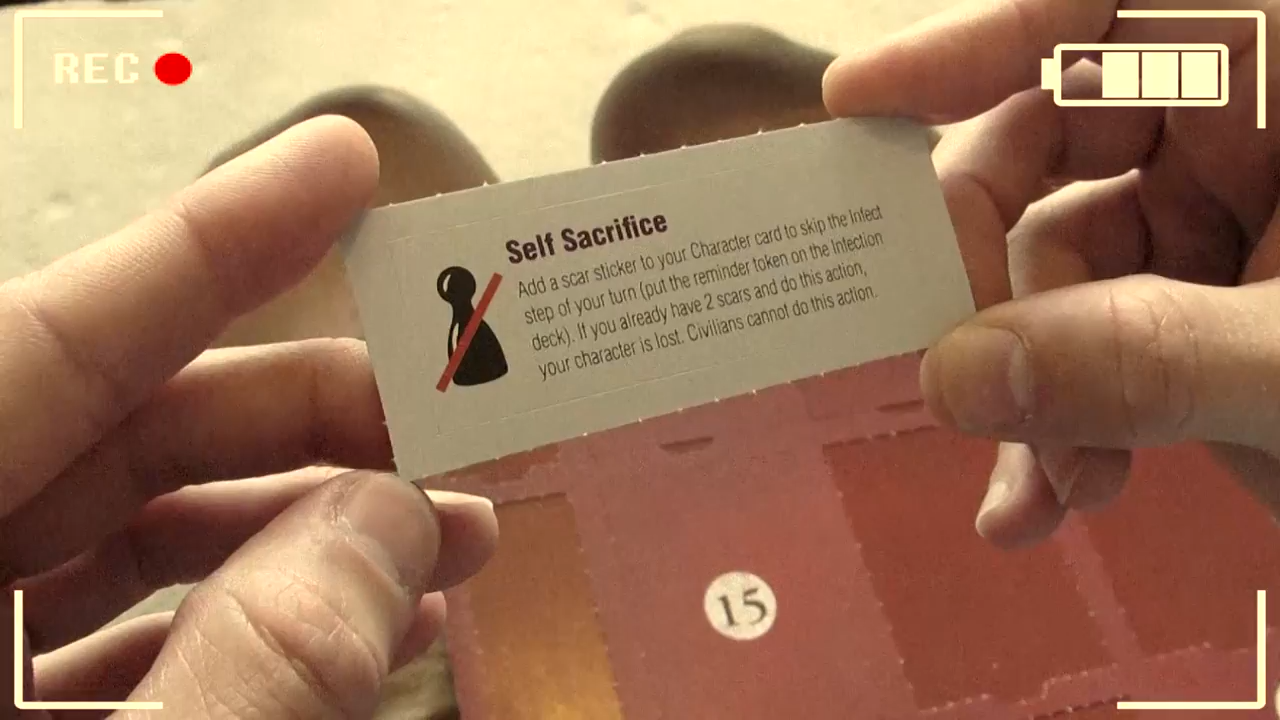 REC
Self Sacrifice
Add a scar sticker to your Character card to skip the Infect
step of your turn (put the reminder token on the Infection
deck). If you already have 2 scars and do this action,
your character is lost. Civilians cannot do this action.
15